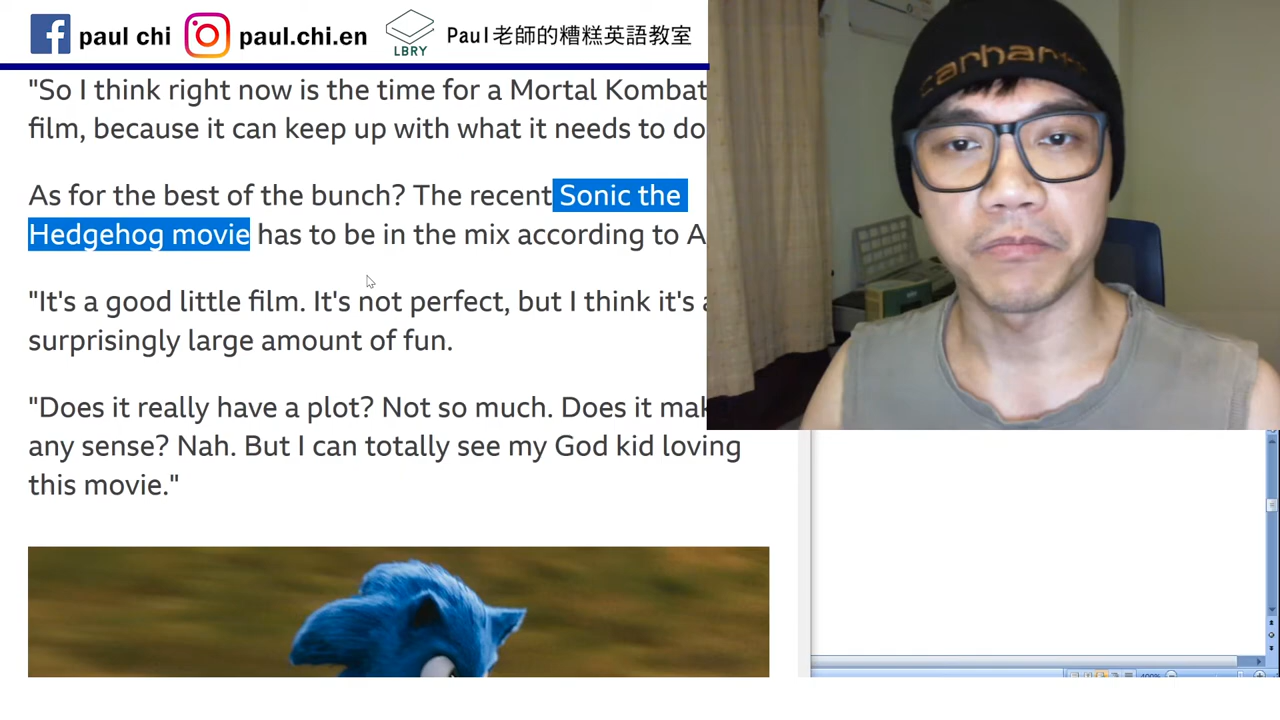 paul chi
paul.chi.en
LBRY
Paul老師的糟糕英語教室
carhartt
"So I think right now is the time for a Mortal Kombat
film, because it can keep up with what it needs to do
As for the best of the bunch? The recent Sonic the
Hedgehog movie has to be in the mix according to A
"It's a good little film. It's not perfect, but I think it's a
surprisingly large amount of fun.
"Does it really have a plot? Not so much. Does it mak
any sense? Nah. But I can totally see my God kid loving
this movie."
400%